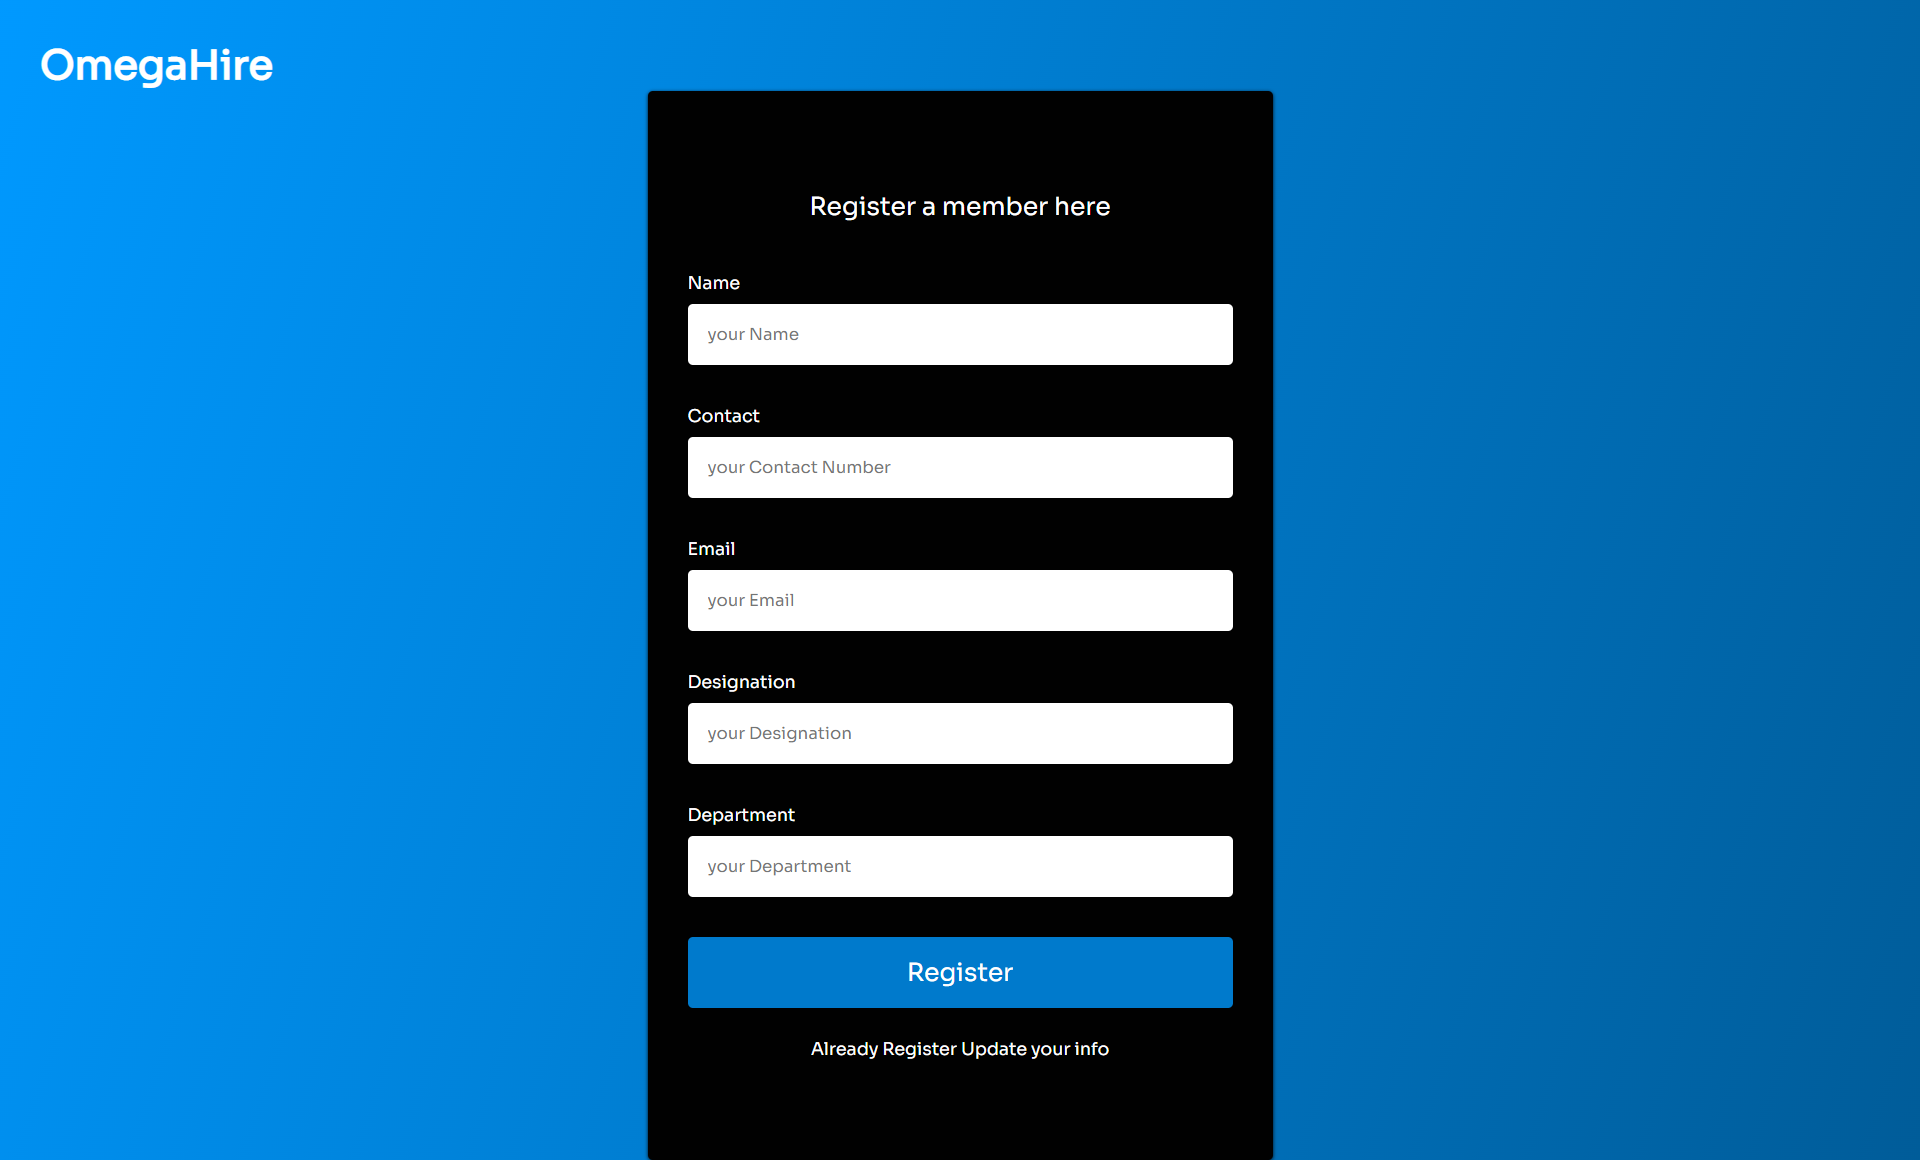 OmegaHire
Register a member here
Name
your Name
Contact
your Contact Number
Email
your Email
Designation
your Designation
Department
your Department
Register
Already Register Update your info